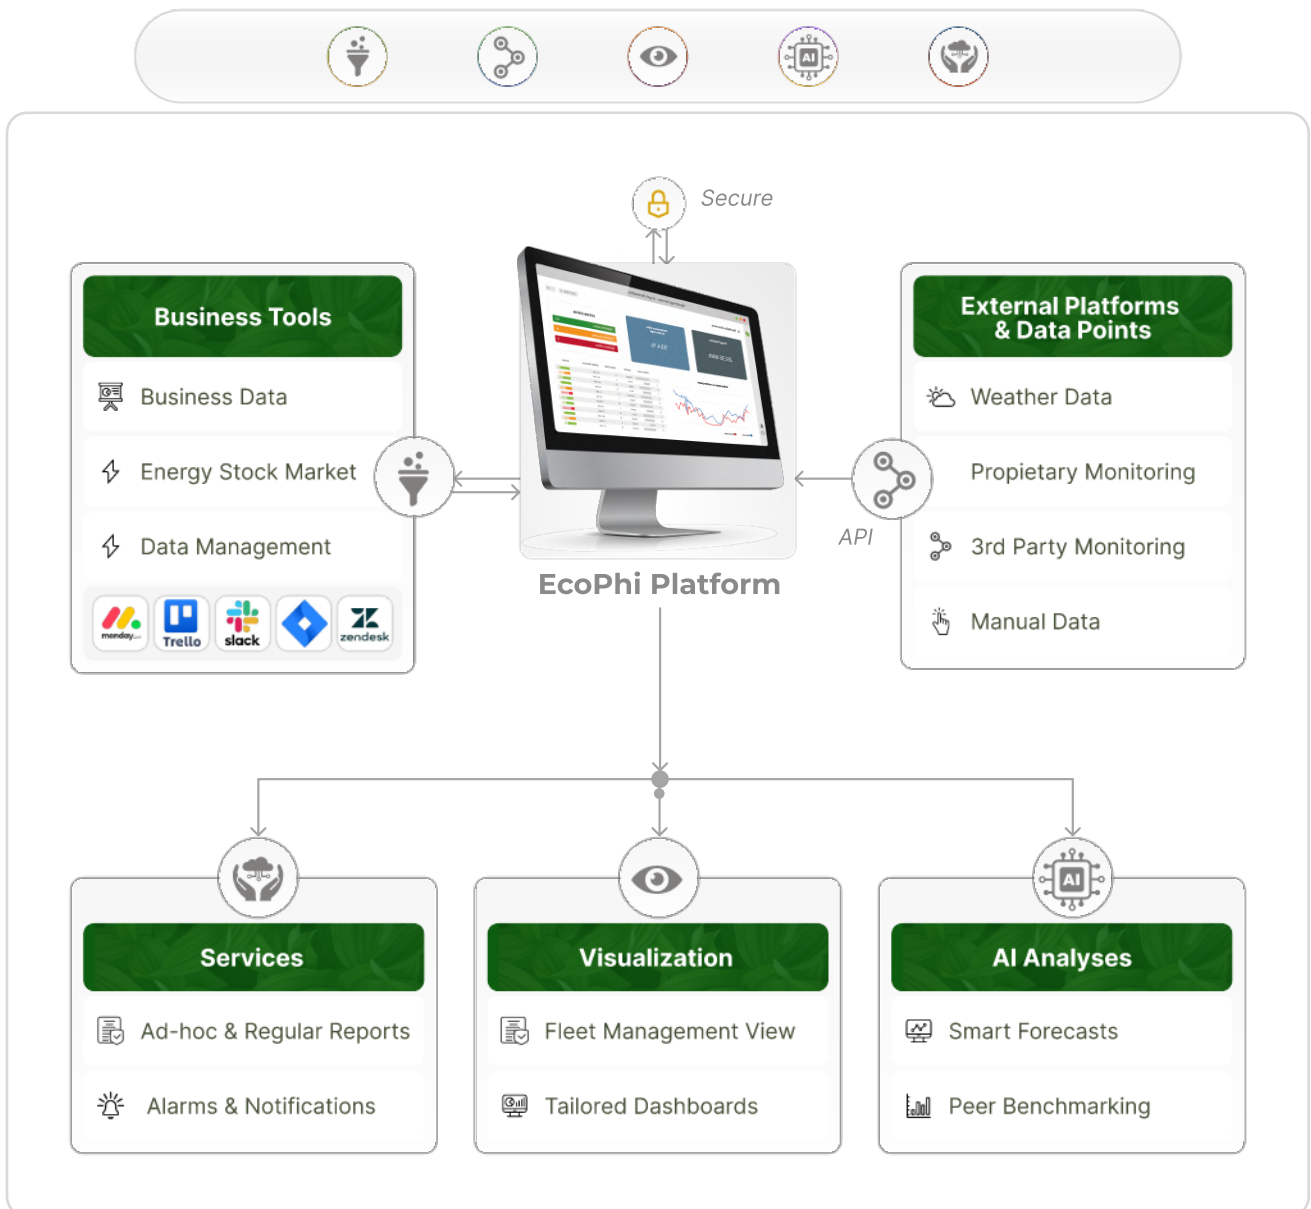 AI
Secure
Business Tools
Business Data
Energy Stock Market
Data Management
monday
Trello
slack
zendesk
External Platforms
& Data Points
Weather Data
Propietary Monitoring
3rd Party Monitoring
Manual Data
API
EcoPhi Platform
Services
Ad-hoc & Regular Reports
Alarms & Notifications
Visualization
Fleet Management View
Tailored Dashboards
AI
AI Analyses
Smart Forecasts
Peer Benchmarking